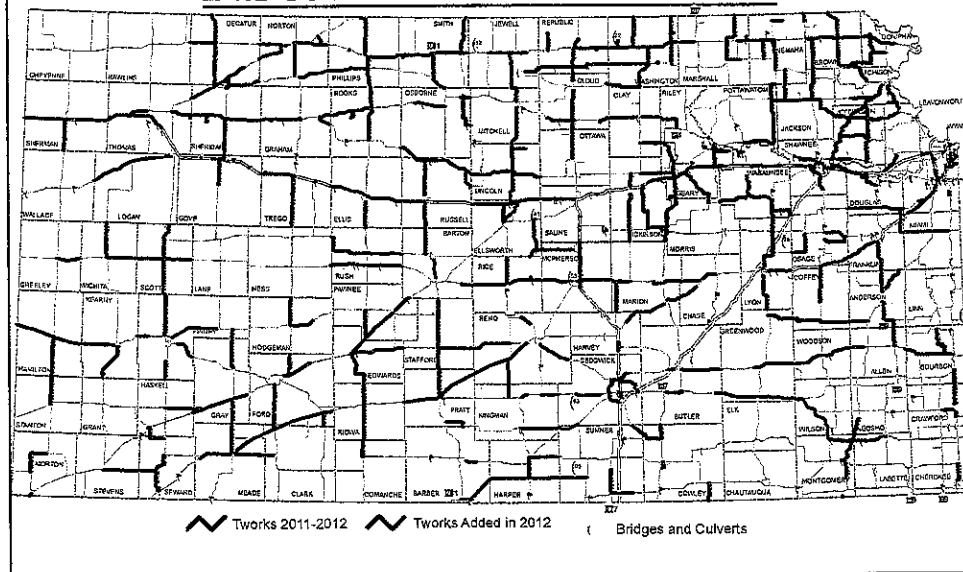 DECATUR NORTON SMITH JEWELL REPUBLIC
NEMAHA BROWN DONIPHAN
CHEYENNE RAWLINS PHILLIPS CLOUD WASHINGTON MARSHALL ATCHISON
ROOKS OSBORNE CLAY RILEY POTTAWATOMIE
MITCHELL OTTAWA JACKSON LEAVENWORTH
SHERMAN THOMAS SHERIDAN GRAHAM SHAWNEE
LINCOLN GEARY WABAUNSEE
WALLACE LOGAN GOVE TREGO ELLIS RUSSELL SALINE DICKINSON DOUGLAS
BARTON ELLSWORTH MORRIS MIAMI
RUSH RICE MCPHERSON OSAGE FRANKLIN
GREELEY WICHITA SCOTT LANE NESS PAWNEE COFFEY
KEARNY MARION LYON ANDERSON LINN
FINNEY RENO CHASE
HODGEMAN STAFFORD HARVEY GREENWOOD WOODSON
HAMILTON HASKELL EDWARDS SEDGWICK ALLEN BOURBON
STANTON GRANT GRAY FORD PRATT KINGMAN BUTLER ELK WILSON NEOSHO CRAWFORD
KIOWA SUMNER
MORTON STEVENS SEWARD MEADE CLARK COMANCHE BARBER HARPER COWLEY CHAUTAUQUA MONTGOMERY LABETTE CHEROKEE
Tworks 2011-2012 Tworks Added in 2012 Bridges and Culverts